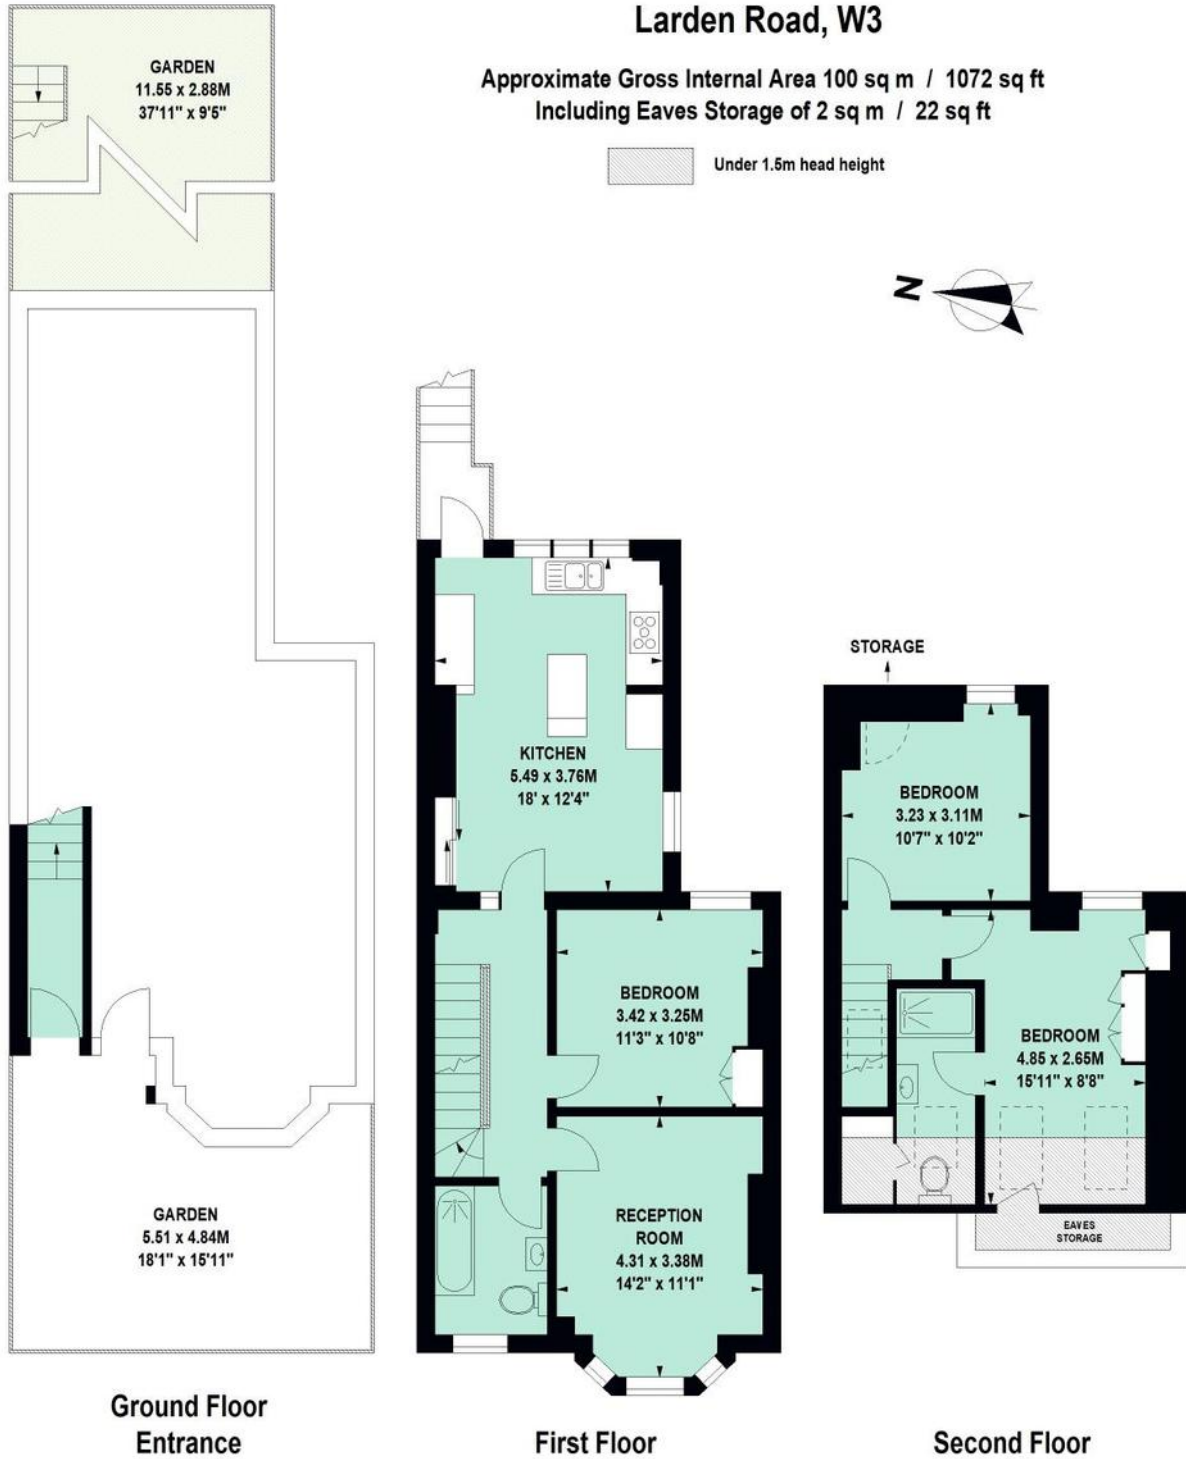 Larden Road, W3
Approximate Gross Internal Area 100 sq m / 1072 sq ft
Including Eaves Storage of 2 sq m / 22 sq ft
Under 1.5m head height
N
GARDEN
11.55 x 2.88M
37'11" x 9'5"
GARDEN
5.51 x 4.84M
18'1" x 15'11"
Ground Floor
Entrance
KITCHEN
5.49 x 3.76M
18' x 12'4"
BEDROOM
3.42 x 3.25M
11'3" x 10'8"
RECEPTION
ROOM
4.31 x 3.38M
14'2" x 11'1"
First Floor
STORAGE
BEDROOM
3.23 x 3.11M
10'7" x 10'2"
BEDROOM
4.85 x 2.65M
15'11" x 8'8"
EAVES
STORAGE
Second Floor